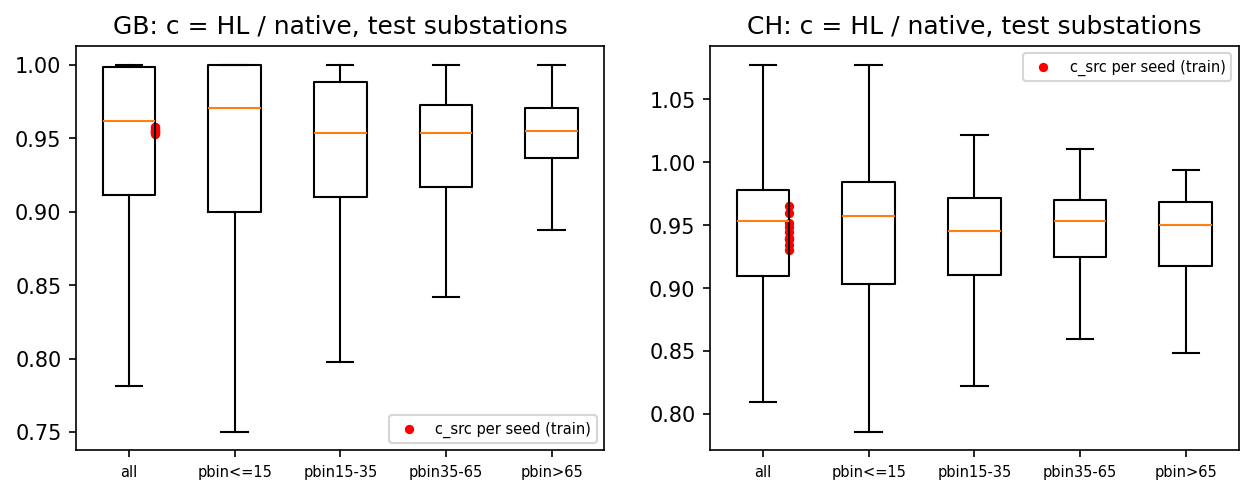 GB: c = HL / native, test substations
1.00
0.95
0.90
0.85
0.80
0.75
c_src per seed (train)
all
pbin<=15
pbin15-35
pbin35-65
pbin>65
CH: c = HL / native, test substations
c_src per seed (train)
1.05
1.00
0.95
0.90
0.85
0.80
all
pbin<=15
pbin15-35
pbin35-65
pbin>65